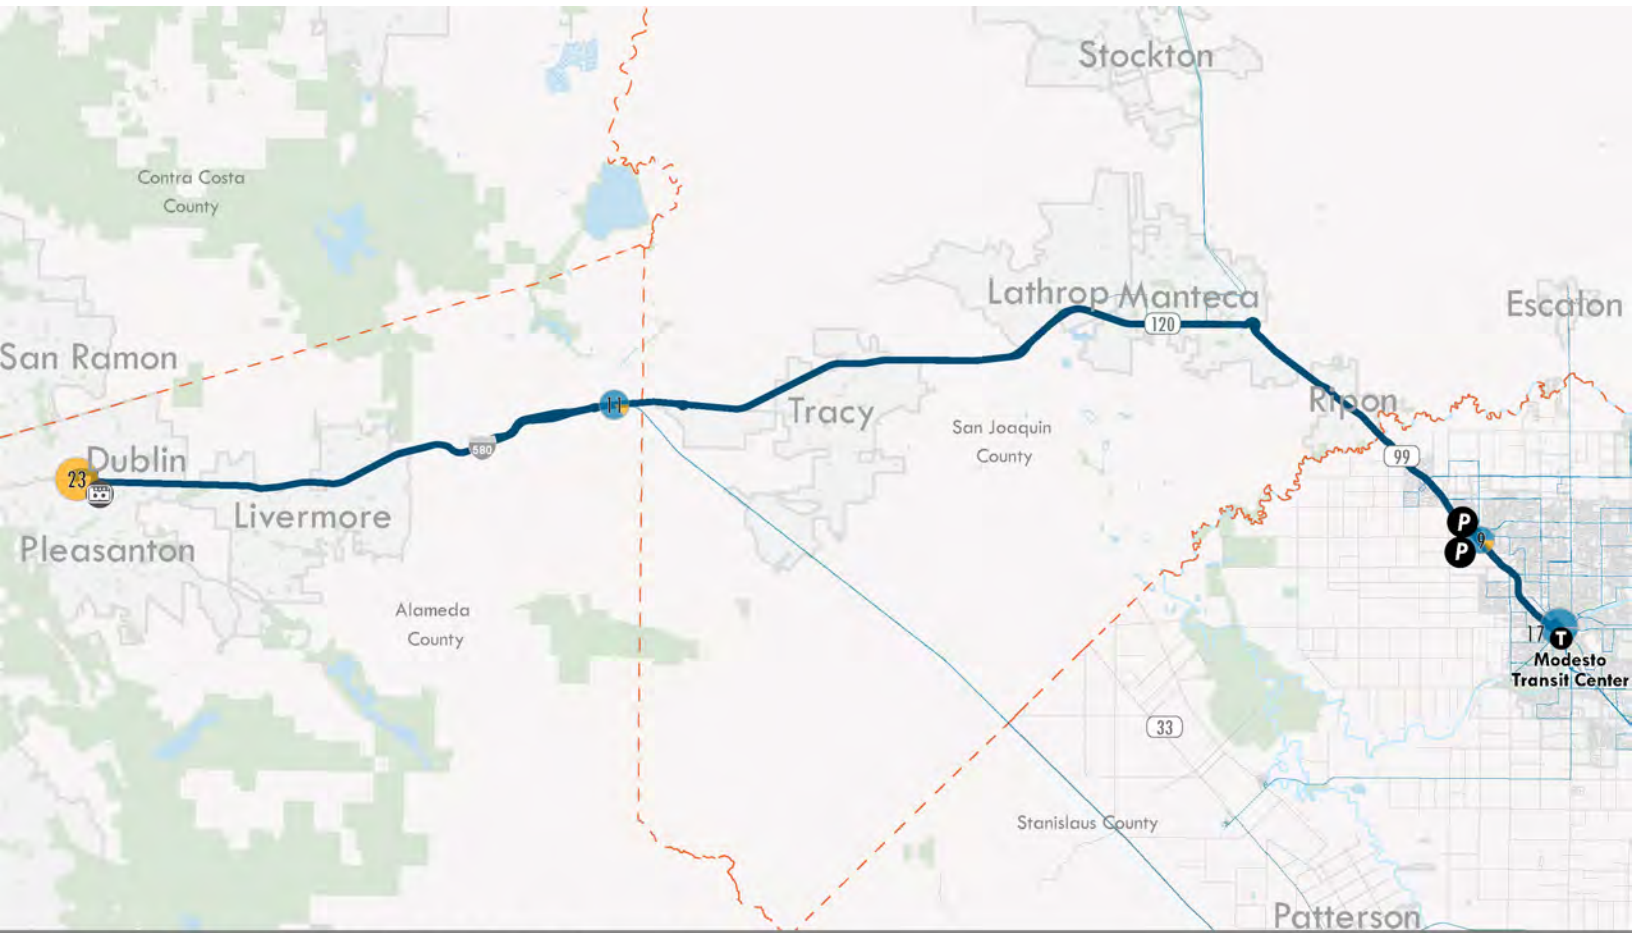 Stockton
Contra Costa
County
Lathrop
Manteca
Escalon
120
San Ramon
Ripon
11
Tracy
San Joaquin
County
Dublin
580
99
23
Livermore
P
Pleasanton
9
P
Alameda
County
17
T
Modesto
Transit Center
33
Stanislaus County
Patterson